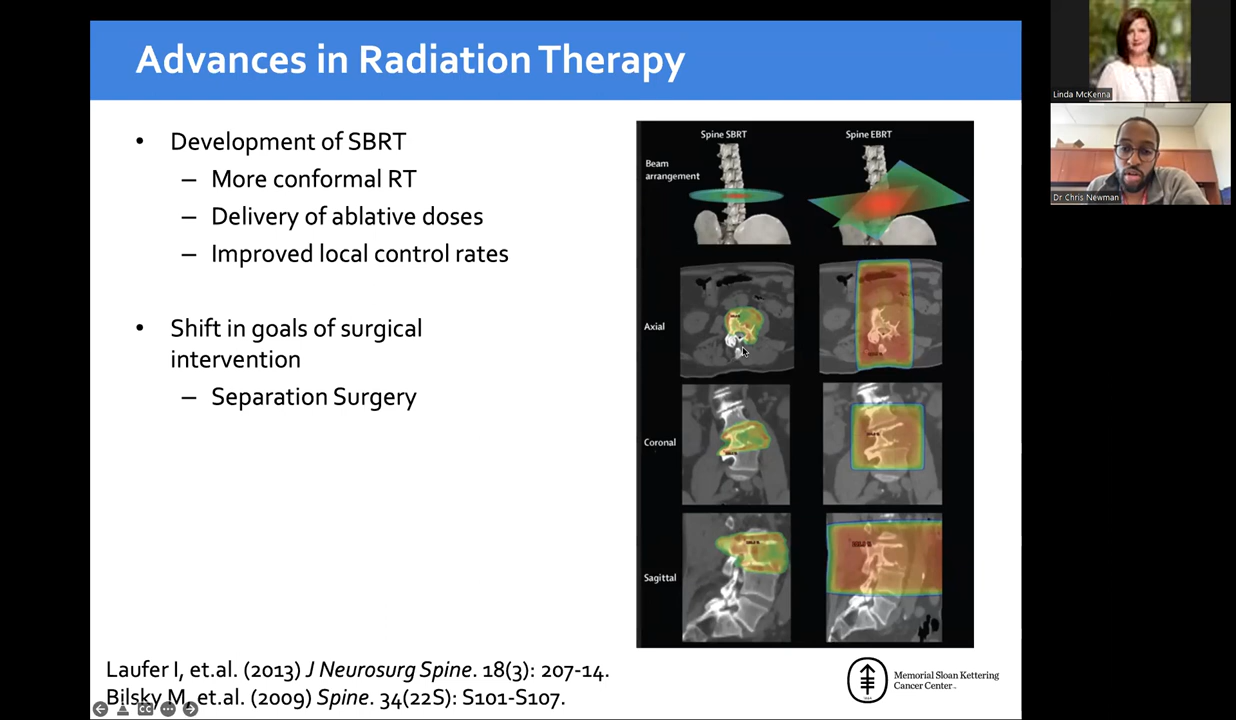 Advances in Radiation Therapy
• Development of SBRT
– More conformal RT
– Delivery of ablative doses
– Improved local control rates
• Shift in goals of surgical
intervention
– Separation Surgery
Spine SBRT
Spine EBRT
Beam
arrangement
Axial
Coronal
Sagittal
Laufer I, et.al. (2013) J Neurosurg Spine. 18(3): 207-14.
Bilsky M, et.al. (2009) Spine. 34(22S): S101-S107.
CC
Memorial Sloan Kettering
Cancer Center
Linda McKenna
Dr Chris Newman